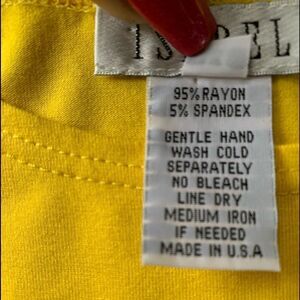 95% RAYON
5% SPANDEX
GENTLE HAND
WASH COLD
SEPARATELY
NO BLEACH
LINE DRY
MEDIUM IRON
IF NEEDED
MADE IN U.S.A